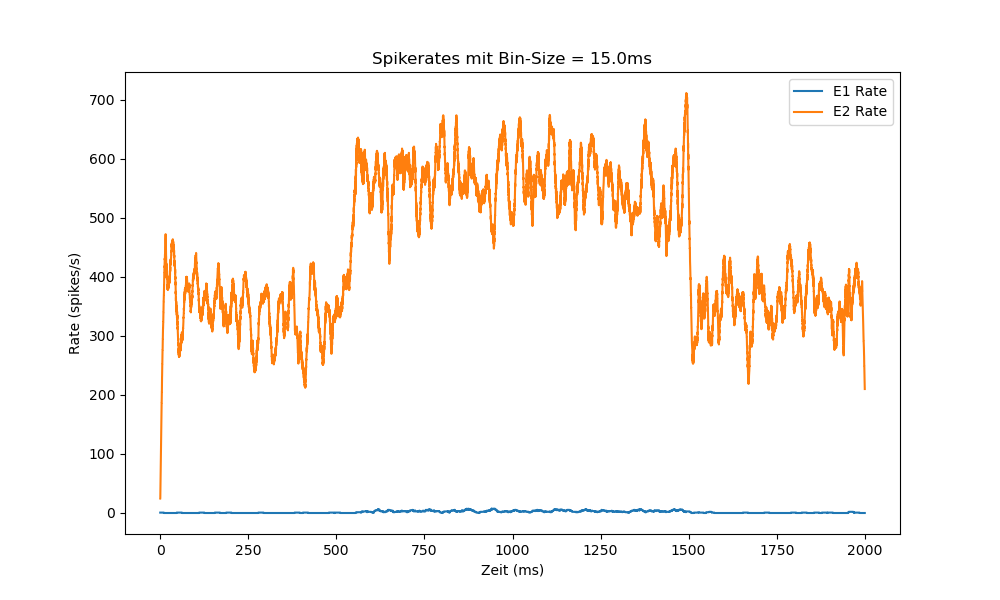 Spikerates mit Bin-Size = 15.0ms
E1 Rate
E2 Rate
Rate (spikes/s)
700
600
500
400
300
200
100
0
0 250 500 750 1000 1250 1500 1750 2000
Zeit (ms)